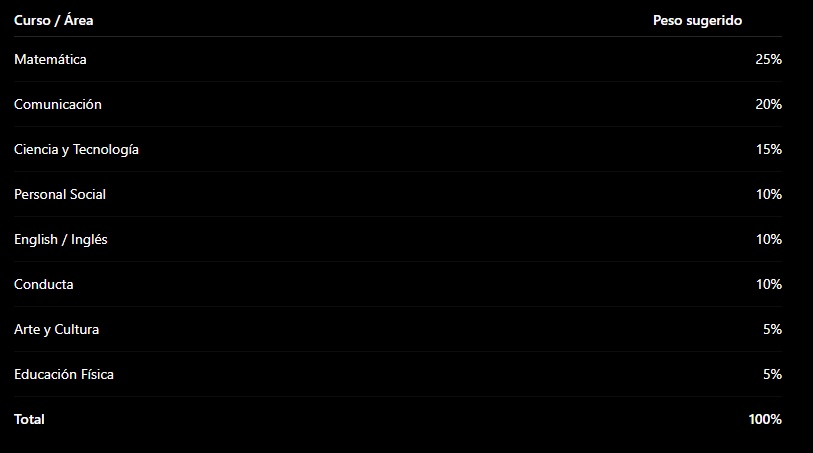 Curso / Área Peso sugerido
Matemática 25%
Comunicación 20%
Ciencia y Tecnología 15%
Personal Social 10%
English / Inglés 10%
Conducta 10%
Arte y Cultura 5%
Educación Física 5%
Total 100%